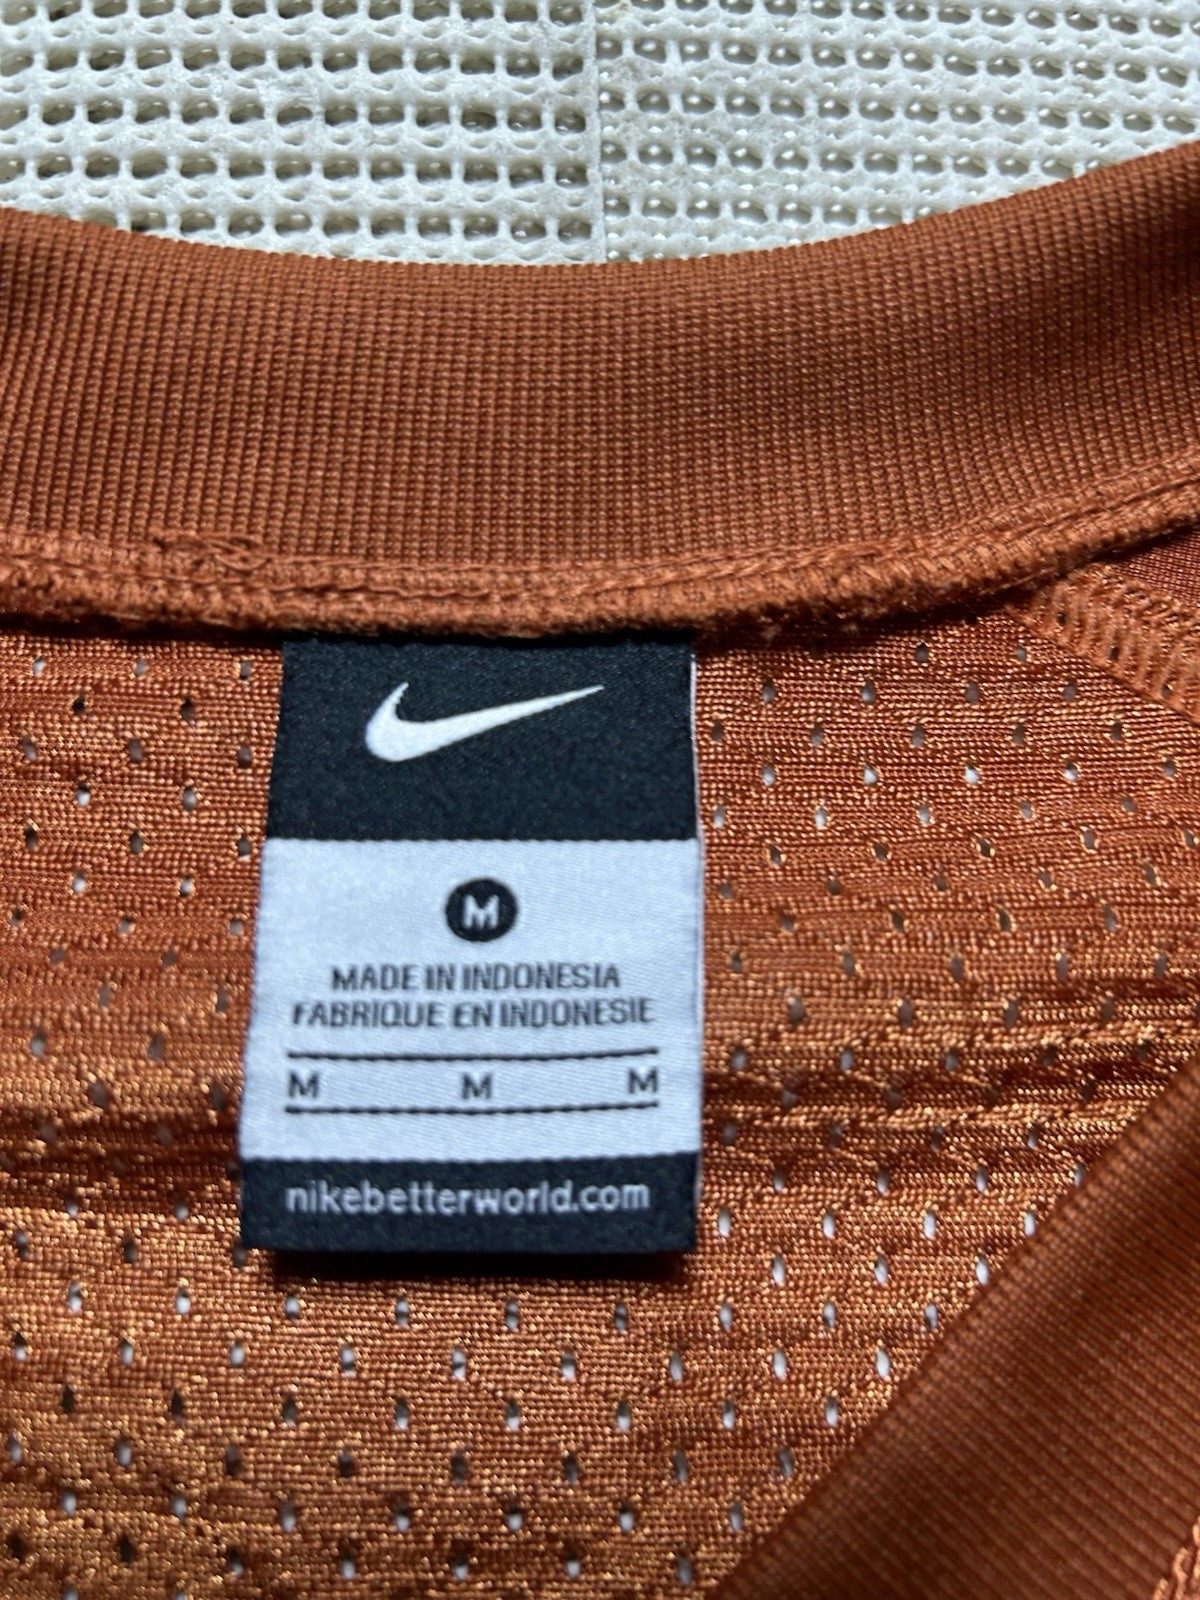 M
MADE IN INDONESIA
FABRIQUE EN INDONESIE
M M M
nikebetterworld.com